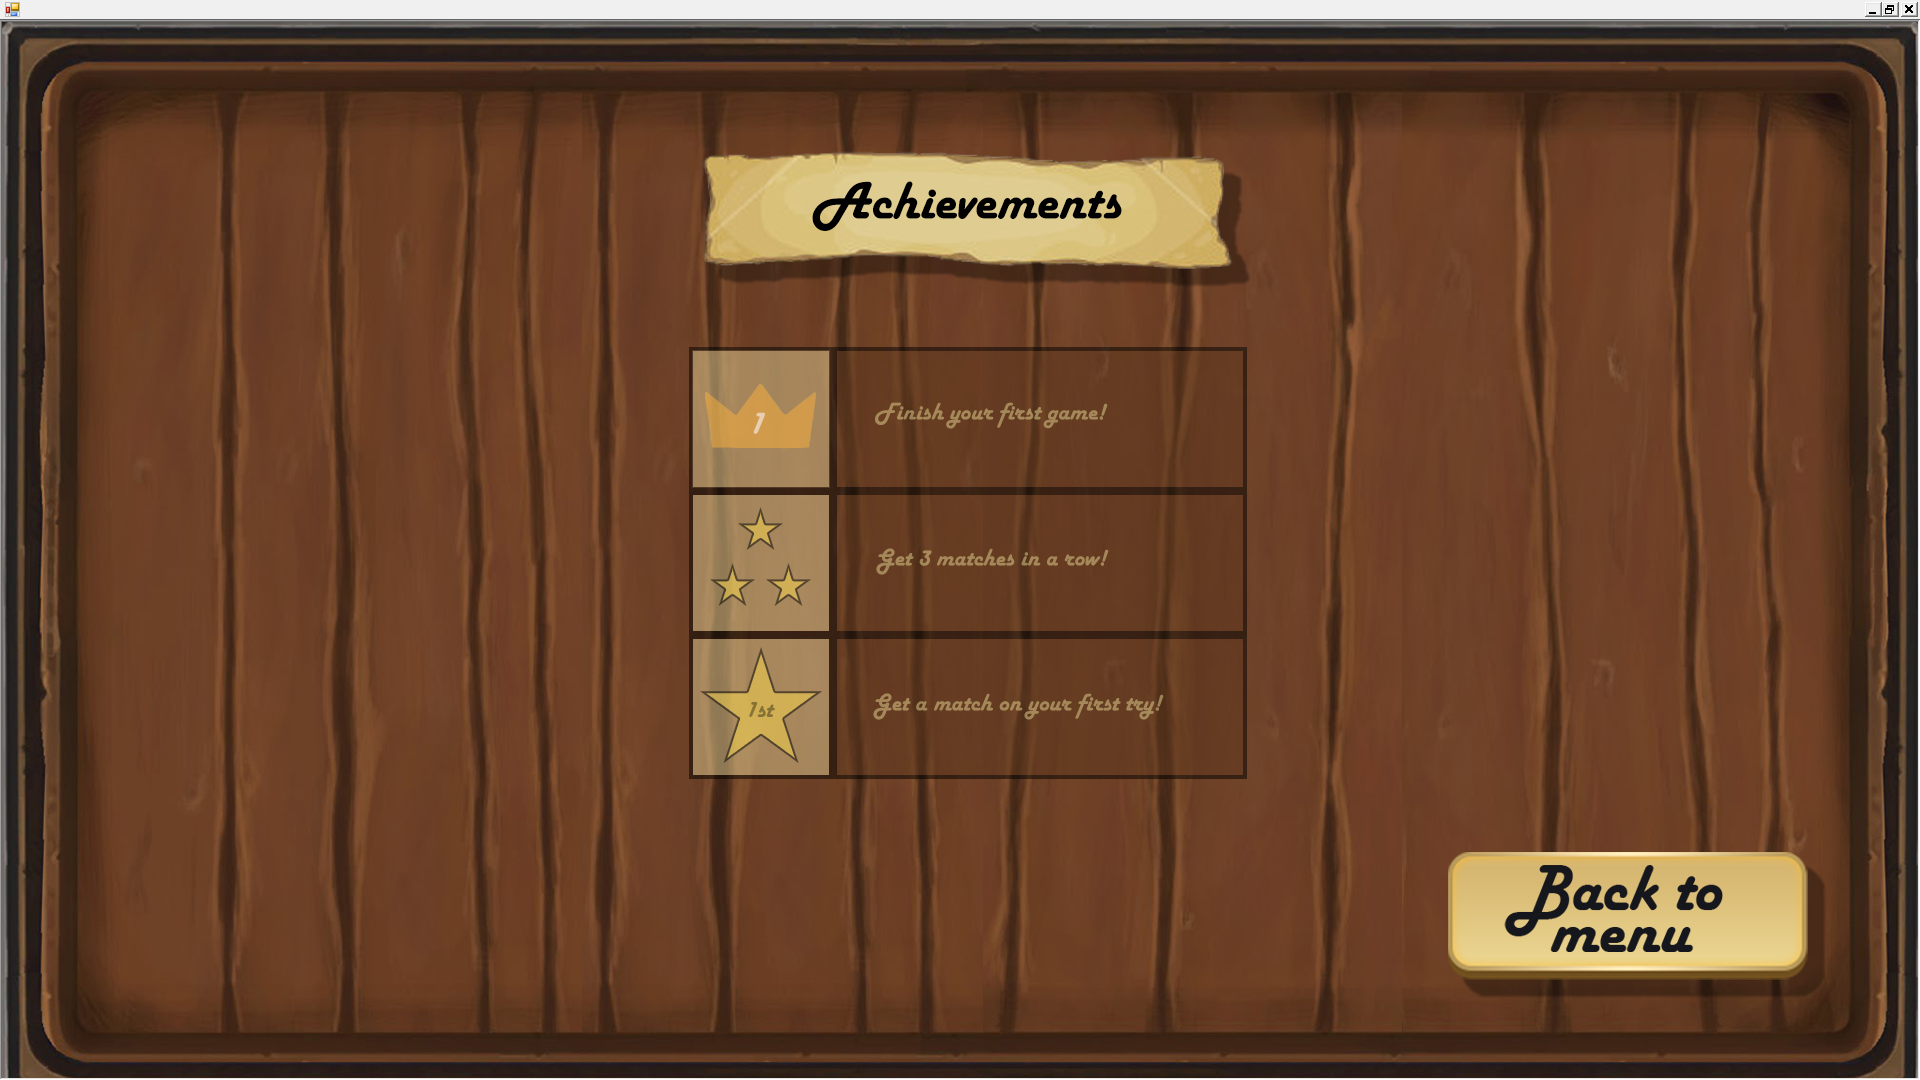 Achievements
1
Finish your first game!
Get 3 matches in a row!
1st
Get a match on your first try!
Back to
menu